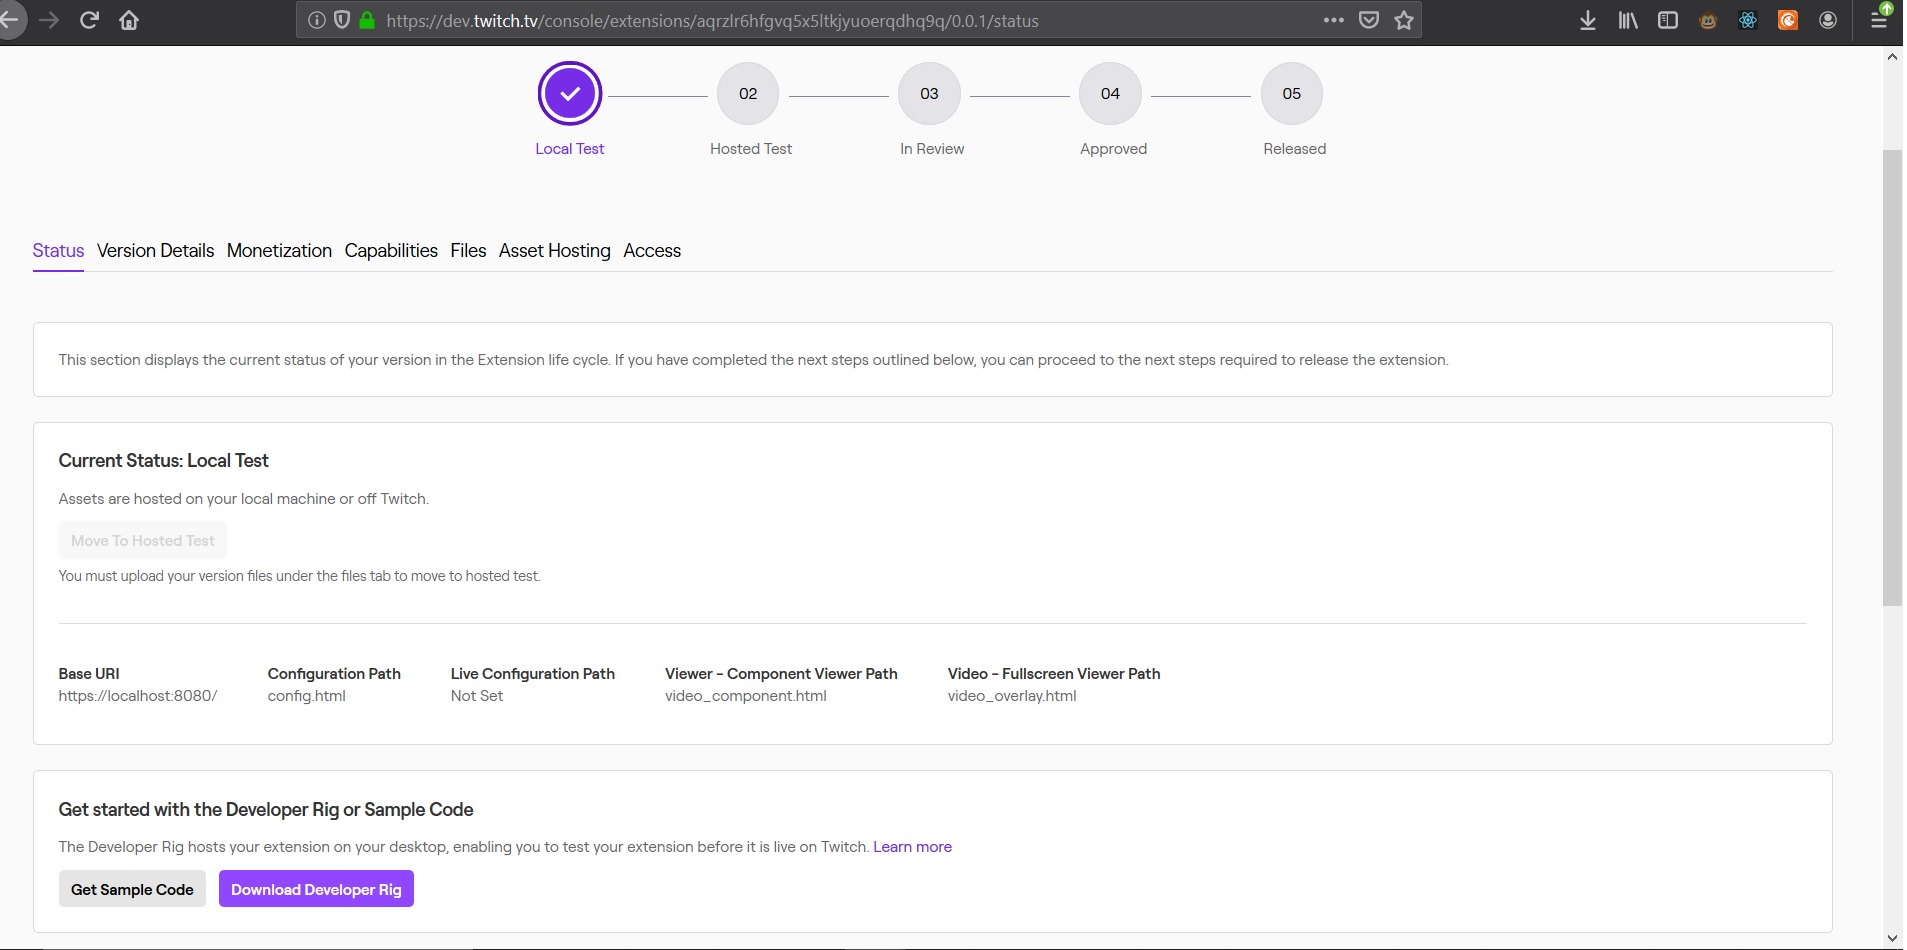 https://dev.twitch.tv/console/extensions/aqrzlr6hfgvq5x5ltkjyuoerqdhq9q/0.0.1/status
02 03 04 05
Local Test Hosted Test In Review Approved Released
Status Version Details Monetization Capabilities Files Asset Hosting Access
This section displays the current status of your version in the Extension life cycle. If you have completed the next steps outlined below, you can proceed to the next steps required to release the extension.
Current Status: Local Test
Assets are hosted on your local machine or off Twitch.
Move To Hosted Test
You must upload your version files under the files tab to move to hosted test.
Base URI Configuration Path Live Configuration Path Viewer - Component Viewer Path Video - Fullscreen Viewer Path
https://localhost:8080/ config.html Not Set video_component.html video_overlay.html
Get started with the Developer Rig or Sample Code
The Developer Rig hosts your extension on your desktop, enabling you to test your extension before it is live on Twitch. Learn more
Get Sample Code Download Developer Rig